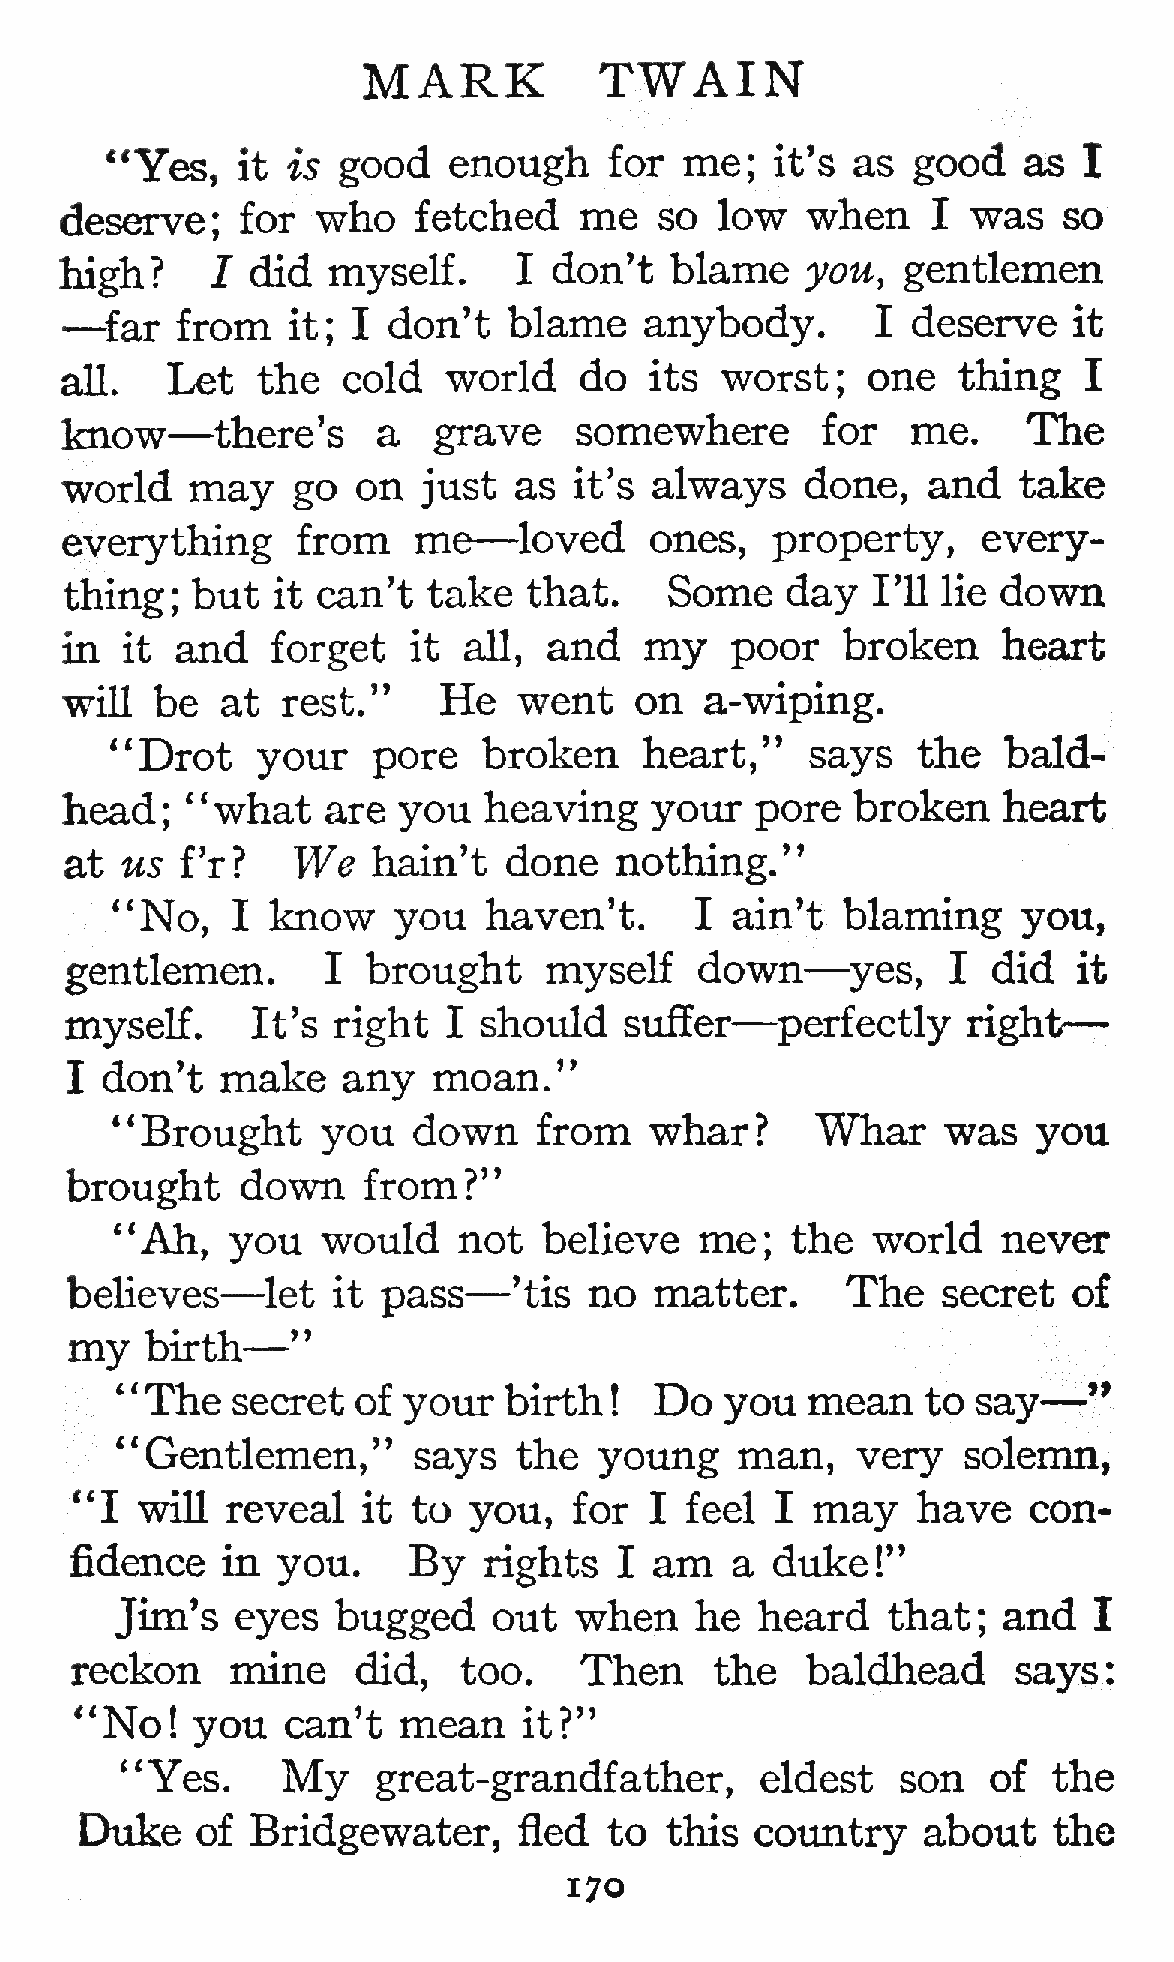 MARK TWAIN
“Yes, it is good enough for me; it’s as good as I
deserve; for who fetched me so low when I was so
high? I did myself. I don’t blame you, gentlemen
—far from it; I don’t blame anybody. I deserve it
all. Let the cold world do its worst; one thing I
know—there’s a grave somewhere for me. The
world may go on just as it’s always done, and take
everything from me—loved ones, property, every-
thing; but it can’t take that. Some day I’ll lie down
in it and forget it all, and my poor broken heart
will be at rest.” He went on a-wiping.
“Drot your pore broken heart,” says the bald-
head; “what are you heaving your pore broken heart
at us f’r? We hain’t done nothing.”
“No, I know you haven’t. I ain’t blaming you,
gentlemen. I brought myself down—yes, I did it
myself. It’s right I should suffer—perfectly right—
I don’t make any moan.”
“Brought you down from whar? Whar was you
brought down from?”
“Ah, you would not believe me; the world never
believes—let it pass—’tis no matter. The secret of
my birth—”
“The secret of your birth! Do you mean to say—”
“Gentlemen,” says the young man, very solemn,
“I will reveal it to you, for I feel I may have con-
fidence in you. By rights I am a duke!”
Jim’s eyes bugged out when he heard that; and I
reckon mine did, too. Then the baldhead says:
“No! you can’t mean it?”
“Yes. My great-grandfather, eldest son of the
Duke of Bridgewater, fled to this country about the
170